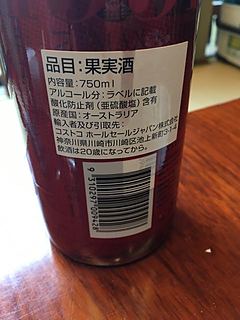 品目：果実酒
内容量：750ml
アルコール分：ラベルに記載
酸化防止剤（亜硫酸塩）含有
原産国：オーストラリア
輸入者及び引取先：
コストコ ホールセールジャパン株式会社
神奈川県川崎市川崎区池上新町3-1-4
飲酒は20歳になってから。
9310297009428